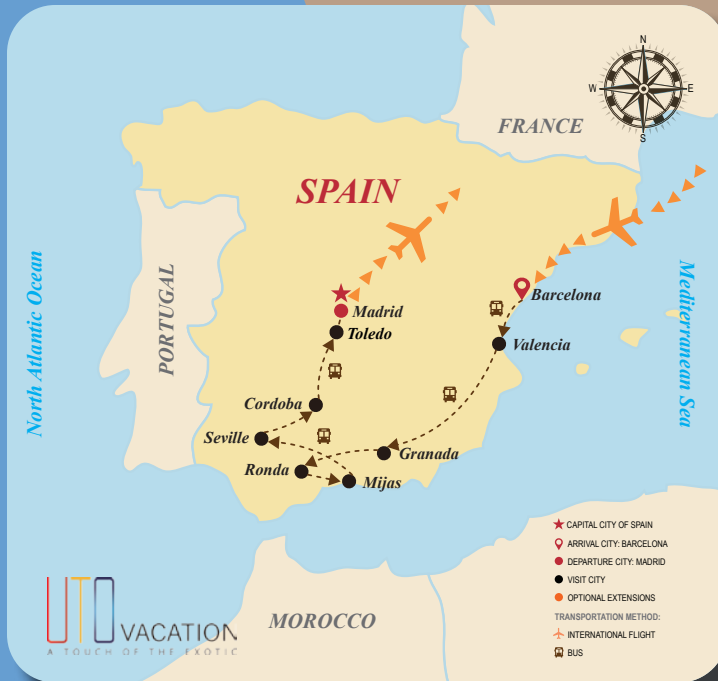 N
W
E
S
FRANCE
SPAIN
North Atlantic Ocean
PORTUGAL
Mediterranean Sea
Barcelona
Madrid
Toledo
Valencia
Cordoba
Seville
Granada
Ronda
Mijas
MOROCCO
CAPITAL CITY OF SPAIN
ARRIVAL CITY: BARCELONA
DEPARTURE CITY: MADRID
VISIT CITY
OPTIONAL EXTENSIONS
TRANSPORTATION METHOD:
INTERNATIONAL FLIGHT
BUS
UTO VACATION
A TOUCH OF THE EXOTIC